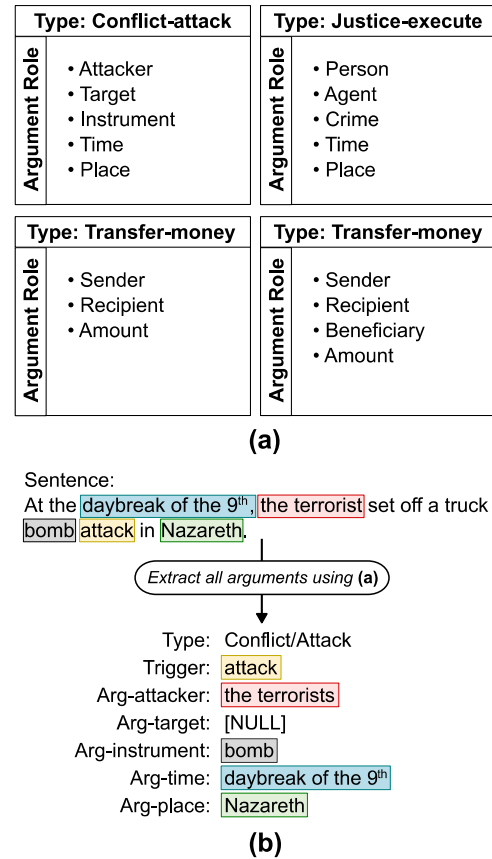 Type: Conflict-attack
Argument Role
• Attacker
• Target
• Instrument
• Time
• Place
Type: Justice-execute
Argument Role
• Person
• Agent
• Crime
• Time
• Place
Type: Transfer-money
Argument Role
• Sender
• Recipient
• Amount
Type: Transfer-money
Argument Role
• Sender
• Recipient
• Beneficiary
• Amount
(a)
Sentence:
At the daybreak of the 9th, the terrorist set off a truck
bomb attack in Nazareth.
Extract all arguments using (a)
Type: Conflict/Attack
Trigger: attack
Arg-attacker: the terrorists
Arg-target: [NULL]
Arg-instrument: bomb
Arg-time: daybreak of the 9th
Arg-place: Nazareth
(b)